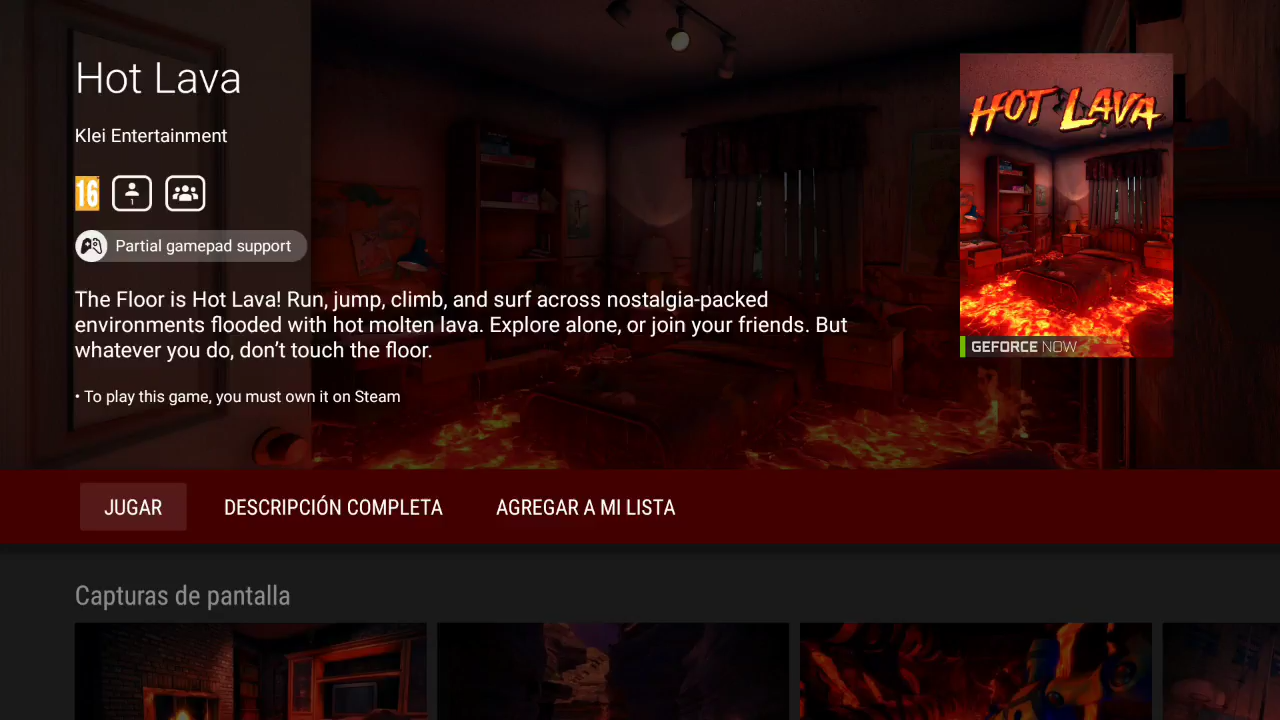 Hot Lava
Klei Entertainment
16
Partial gamepad support
The Floor is Hot Lava! Run, jump, climb, and surf across nostalgia-packed
environments flooded with hot molten lava. Explore alone, or join your friends. But
whatever you do, don’t touch the floor.
• To play this game, you must own it on Steam
HOT LAVA
GEFORCE NOW
JUGAR
DESCRIPCIÓN COMPLETA
AGREGAR A MI LISTA
Capturas de pantalla